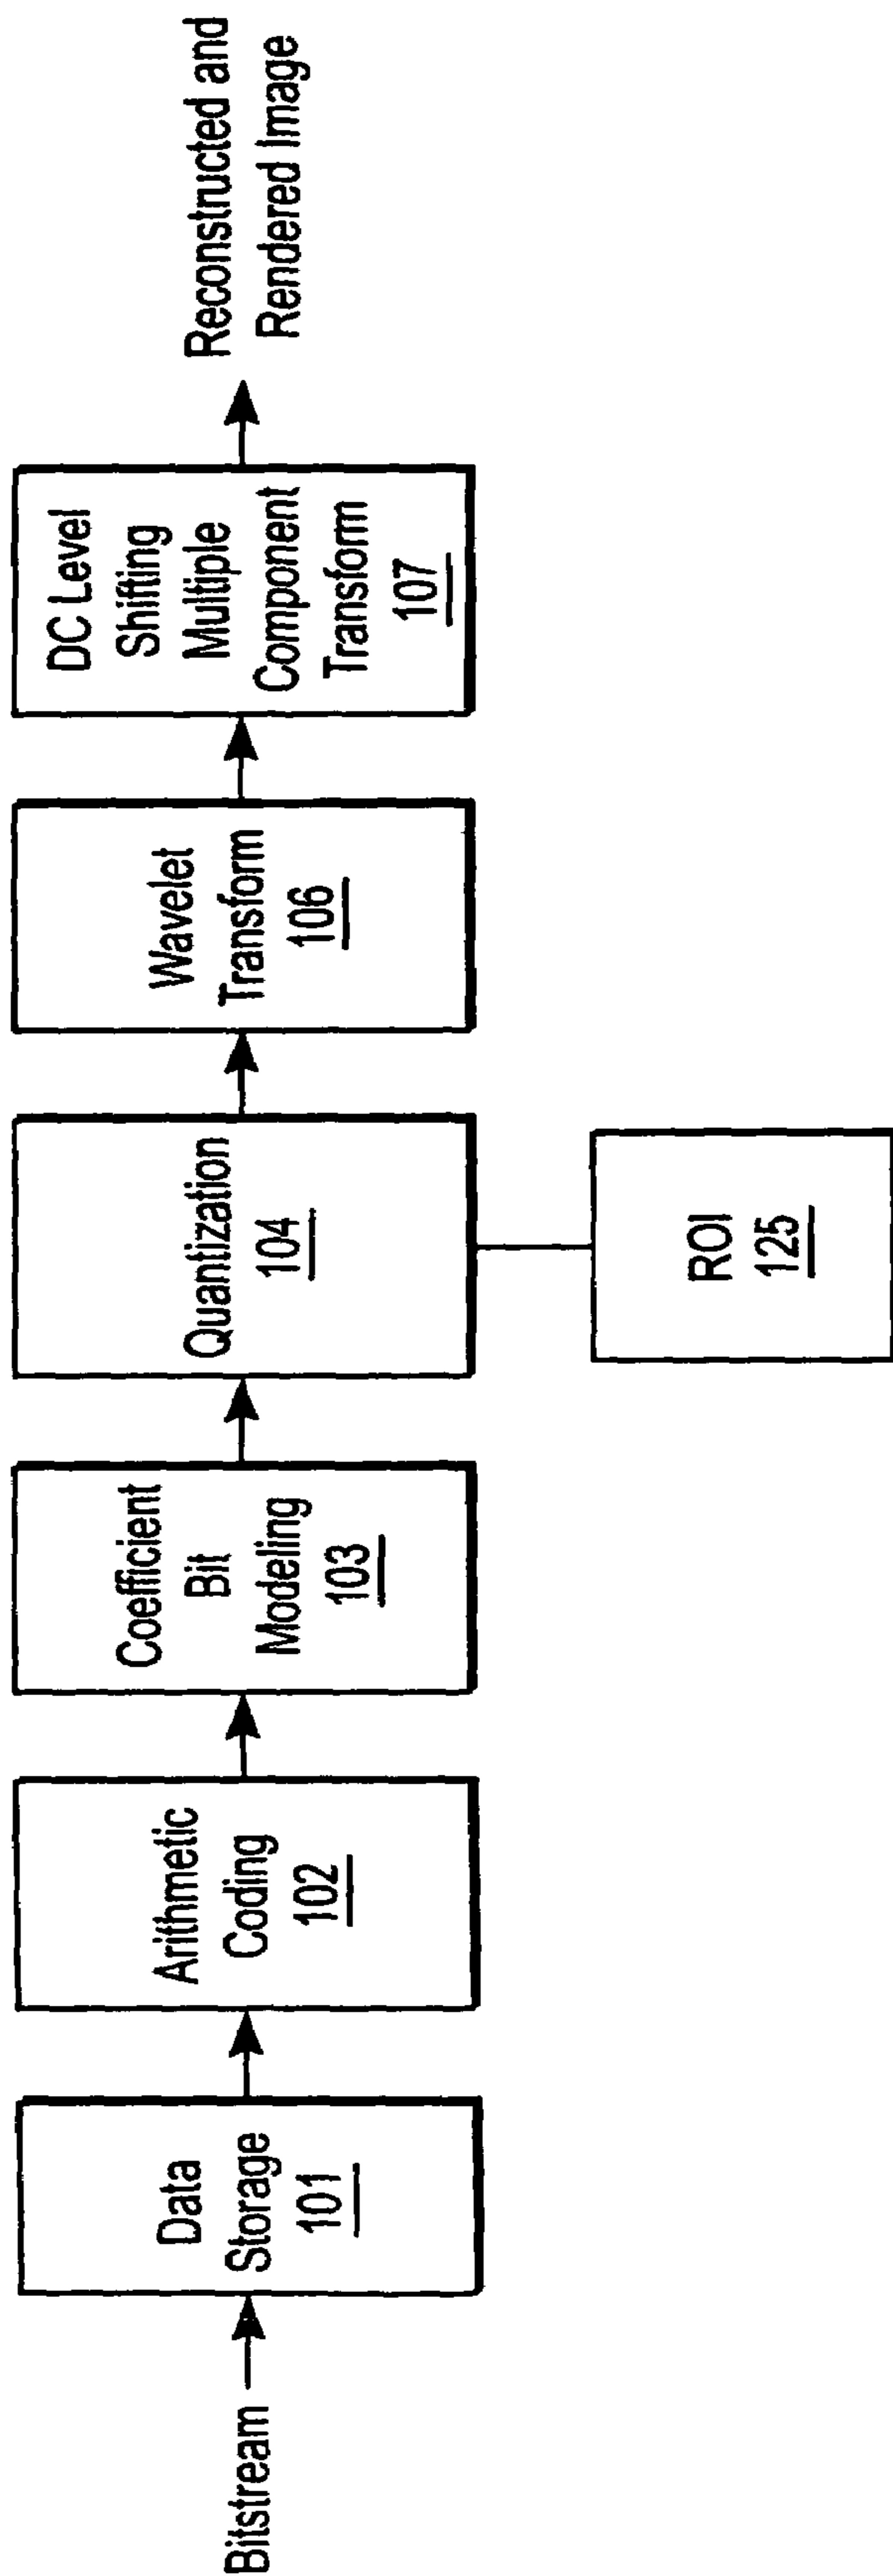 Bitstream
Data
Storage
101
Arithmetic
Coding
102
Coefficient
Bit
Modeling
103
Quantization
104
ROI
125
Wavelet
Transform
106
DC Level
Shifting
Multiple
Component
Transform
107
Reconstructed and
Rendered Image